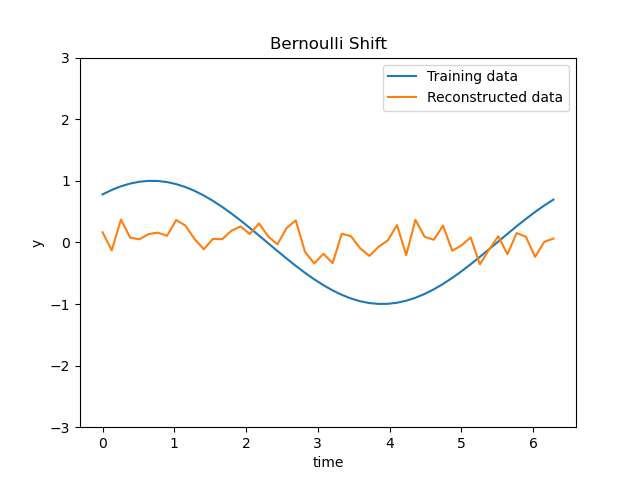 Bernoulli Shift
Training data
Reconstructed data
3
2
1
0
−1
−2
−3
y
0
1
2
3
4
5
6
time